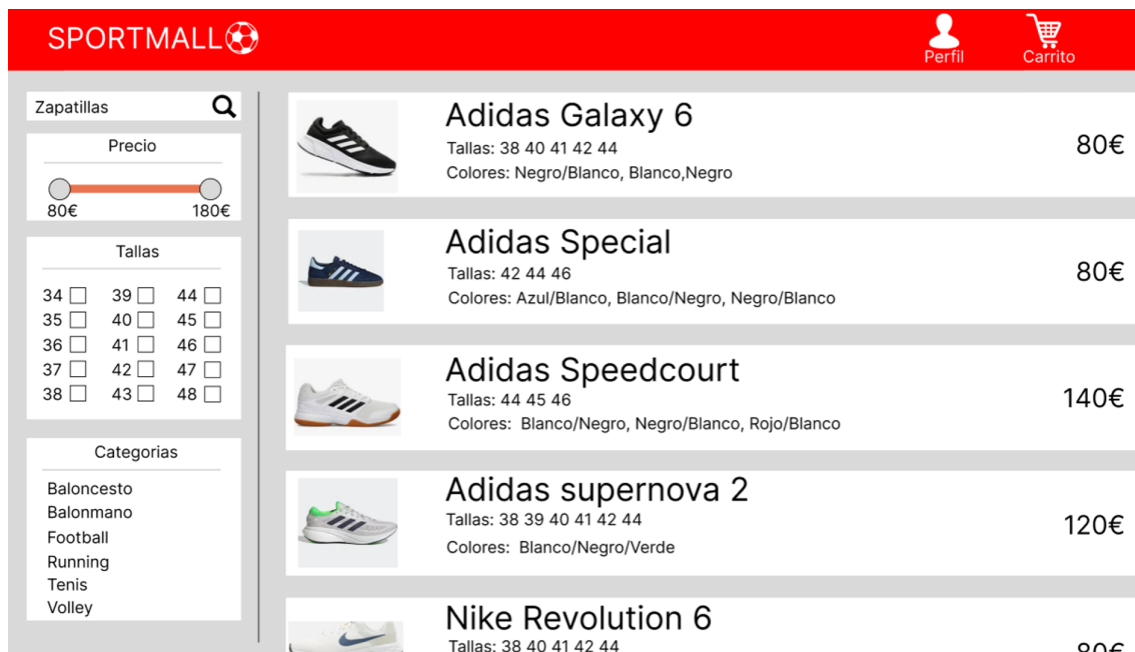 SPORTMALL
Perfil
Carrito
Zapatillas
Precio
80€ 180€
Tallas
34 39 44
35 40 45
36 41 46
37 42 47
38 43 48
Categorias
Baloncesto
Balonmano
Football
Running
Tenis
Volley
Adidas Galaxy 6
Tallas: 38 40 41 42 44
Colores: Negro/Blanco, Blanco,Negro
80€
Adidas Special
Tallas: 42 44 46
Colores: Azul/Blanco, Blanco/Negro, Negro/Blanco
80€
Adidas Speedcourt
Tallas: 44 45 46
Colores: Blanco/Negro, Negro/Blanco, Rojo/Blanco
140€
Adidas supernova 2
Tallas: 38 39 40 41 42 44
Colores: Blanco/Negro/Verde
120€
Nike Revolution 6
Tallas: 38 40 41 42 44